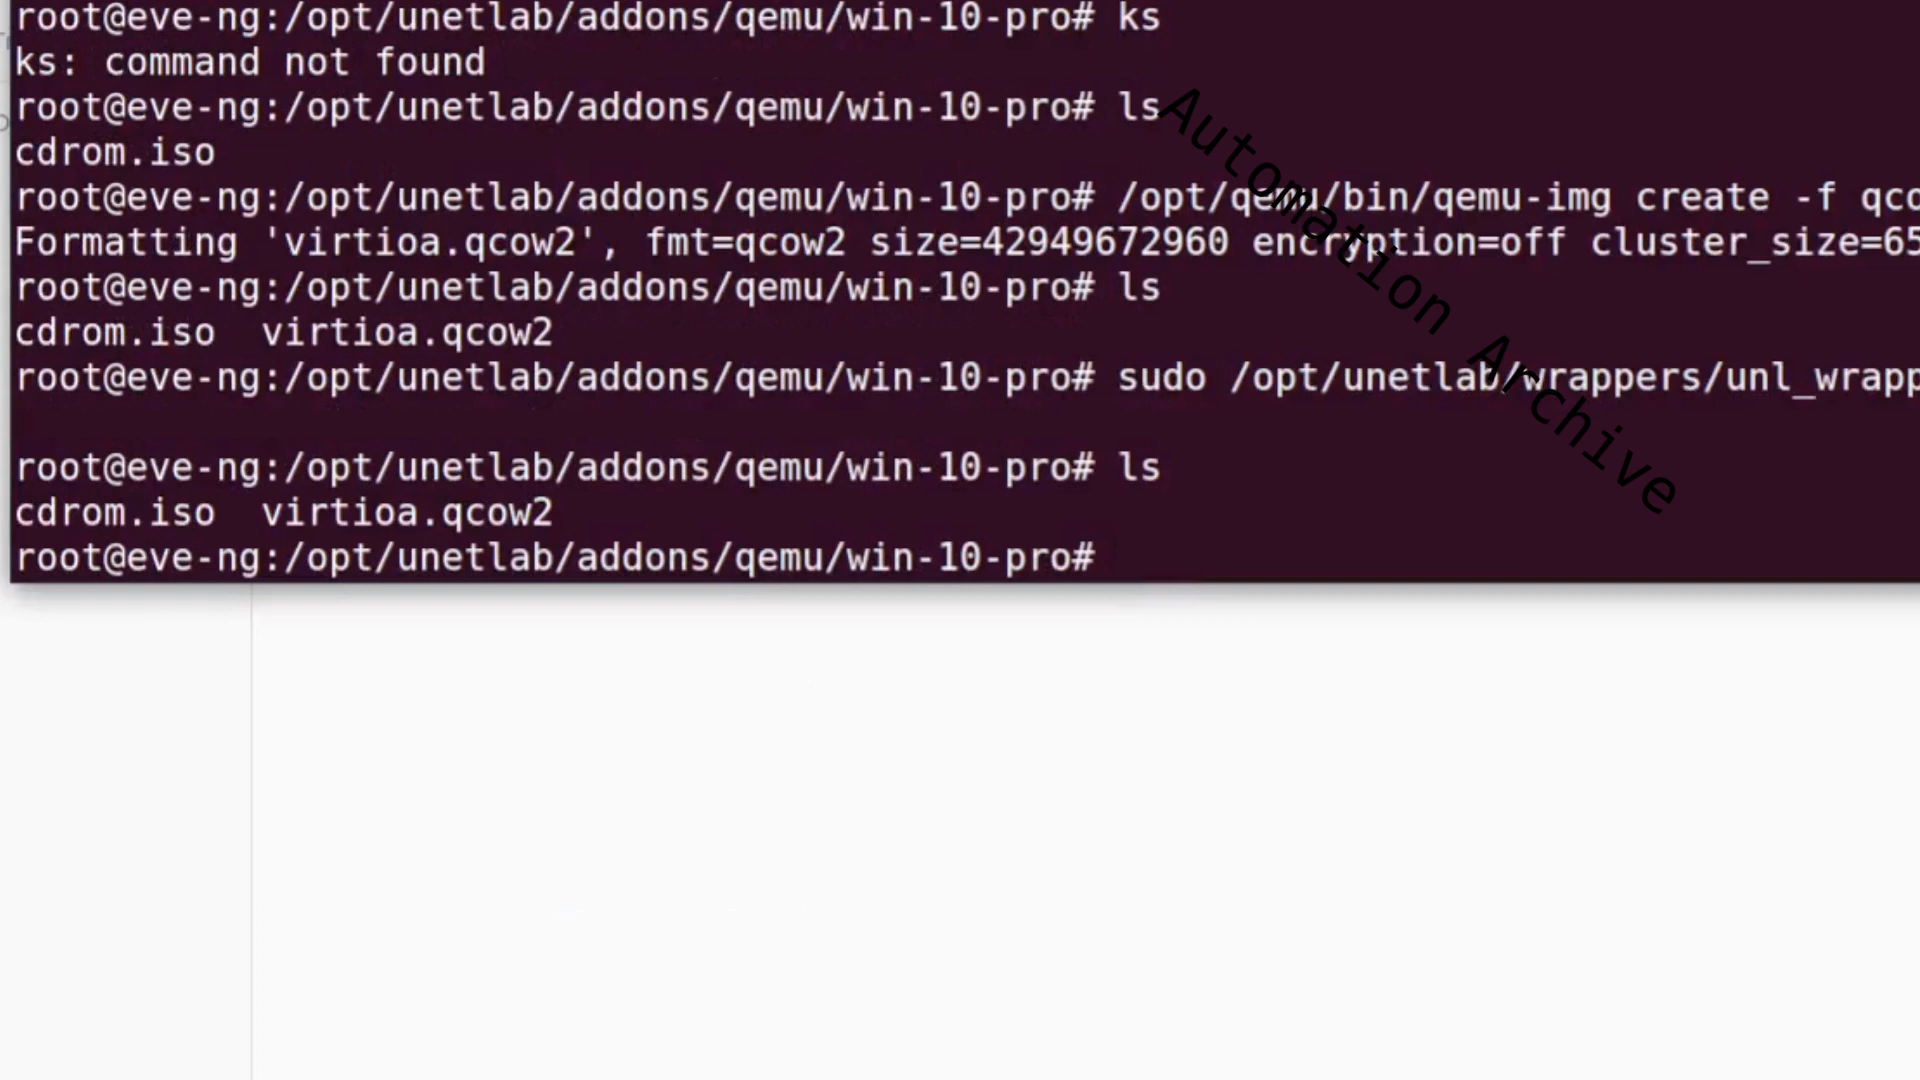 root@eve-ng:/opt/unetlab/addons/qemu/win-10-pro# ks
ks: command not found
root@eve-ng:/opt/unetlab/addons/qemu/win-10-pro# ls
cdrom.iso
root@eve-ng:/opt/unetlab/addons/qemu/win-10-pro# /opt/qemu/bin/qemu-img create -f qco
Formatting 'virtioa.qcow2', fmt=qcow2 size=42949672960 encryption=off cluster_size=65
root@eve-ng:/opt/unetlab/addons/qemu/win-10-pro# ls
cdrom.iso  virtioa.qcow2
root@eve-ng:/opt/unetlab/addons/qemu/win-10-pro# sudo /opt/unetlab/wrappers/unl_wrapp
root@eve-ng:/opt/unetlab/addons/qemu/win-10-pro# ls
cdrom.iso  virtioa.qcow2
root@eve-ng:/opt/unetlab/addons/qemu/win-10-pro#
Automation Archive